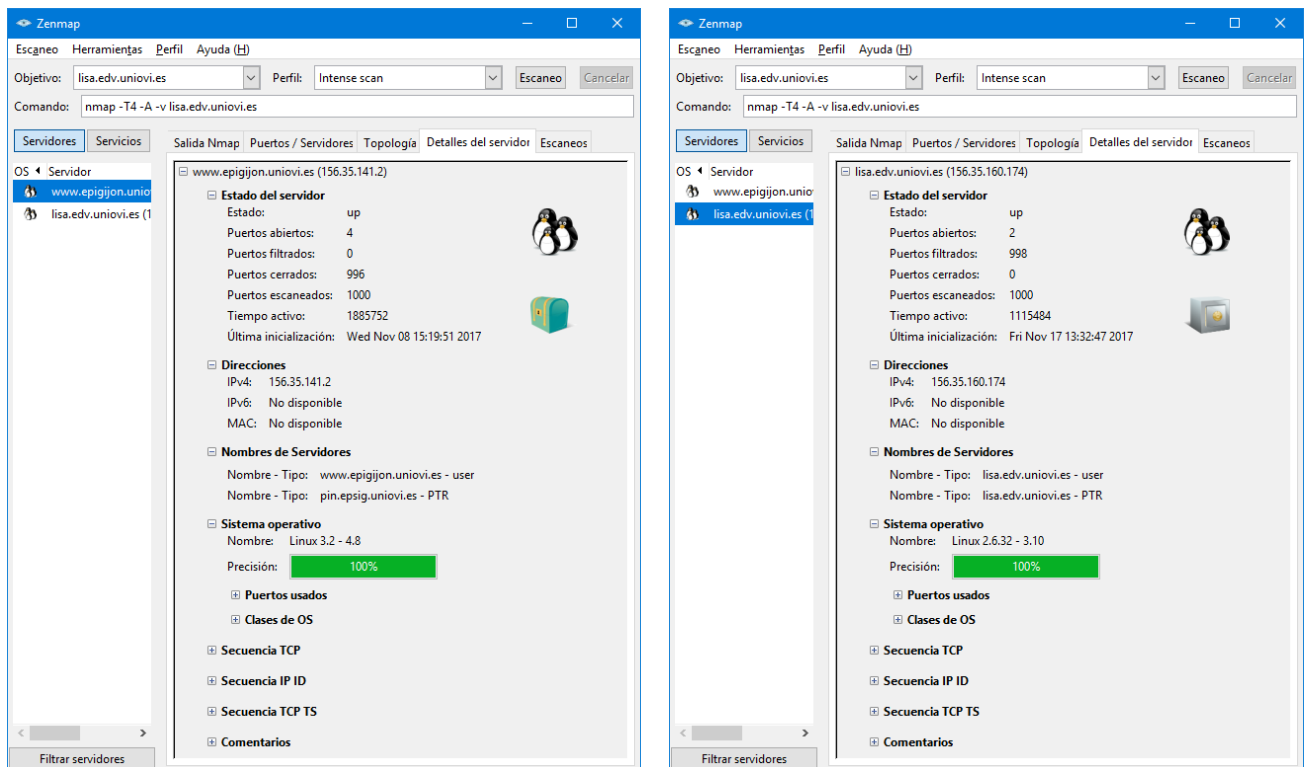 Zenmap
Escaneo Herramientas Perfil Ayuda (H)
Objetivo: lisa.edv.uniovi.es Perfil: Intense scan Escaneo Cancelar
Comando: nmap -T4 -A -v lisa.edv.uniovi.es
Servidores Servicios
Salida Nmap Puertos / Servidores Topología Detalles del servidor Escaneos
OS Servidor
www.epigijon.unio
lisa.edv.uniovi.es (1
www.epigijon.uniovi.es (156.35.141.2)
Estado del servidor
Estado: up
Puertos abiertos: 4
Puertos filtrados: 0
Puertos cerrados: 996
Puertos escaneados: 1000
Tiempo activo: 1885752
Última inicialización: Wed Nov 08 15:19:51 2017
Direcciones
IPv4: 156.35.141.2
IPv6: No disponible
MAC: No disponible
Nombres de Servidores
Nombre - Tipo: www.epigijon.uniovi.es - user
Nombre - Tipo: pin.epsig.uniovi.es - PTR
Sistema operativo
Nombre: Linux 3.2 - 4.8
Precisión: 100%
Puertos usados
Clases de OS
Secuencia TCP
Secuencia IP ID
Secuencia TCP TS
Comentarios
Filtrar servidores
Zenmap
Escaneo Herramientas Perfil Ayuda (H)
Objetivo: lisa.edv.uniovi.es Perfil: Intense scan Escaneo Cancelar
Comando: nmap -T4 -A -v lisa.edv.uniovi.es
Servidores Servicios
Salida Nmap Puertos / Servidores Topología Detalles del servidor Escaneos
OS Servidor
www.epigijon.unio
lisa.edv.uniovi.es (1
lisa.edv.uniovi.es (156.35.160.174)
Estado del servidor
Estado: up
Puertos abiertos: 2
Puertos filtrados: 998
Puertos cerrados: 0
Puertos escaneados: 1000
Tiempo activo: 1115484
Última inicialización: Fri Nov 17 13:32:47 2017
Direcciones
IPv4: 156.35.160.174
IPv6: No disponible
MAC: No disponible
Nombres de Servidores
Nombre - Tipo: lisa.edv.uniovi.es - user
Nombre - Tipo: lisa.edv.uniovi.es - PTR
Sistema operativo
Nombre: Linux 2.6.32 - 3.10
Precisión: 100%
Puertos usados
Clases de OS
Secuencia TCP
Secuencia IP ID
Secuencia TCP TS
Comentarios
Filtrar servidores